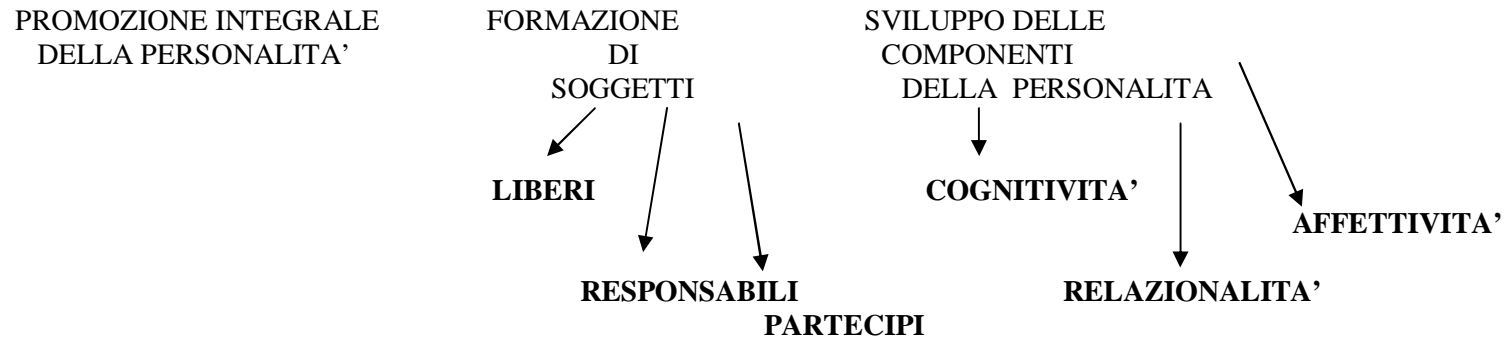 PROMOZIONE INTEGRALE
DELLA PERSONALITA’
FORMAZIONE
DI
SOGGETTI
LIBERI
RESPONSABILI
PARTECIPI
SVILUPPO DELLE
COMPONENTI
DELLA PERSONALITA
COGNITIVITA’
RELAZIONALITA’
AFFETTIVITA’